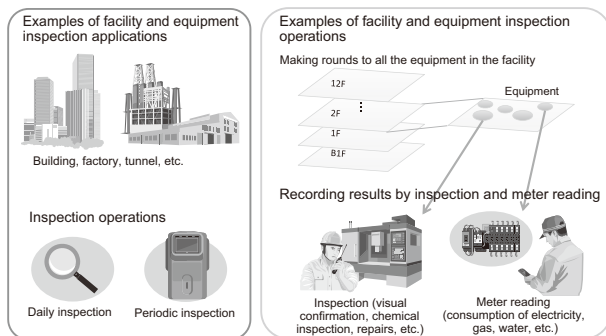 Examples of facility and equipment
inspection applications
Building, factory, tunnel, etc.
Inspection operations
Daily inspection
Periodic inspection
Examples of facility and equipment inspection
operations
Making rounds to all the equipment in the facility
12F
2F
1F
B1F
Equipment
Recording results by inspection and meter reading
Inspection (visual
confirmation, chemical
inspection, repairs, etc.)
Meter reading
(consumption of electricity,
gas, water, etc.)